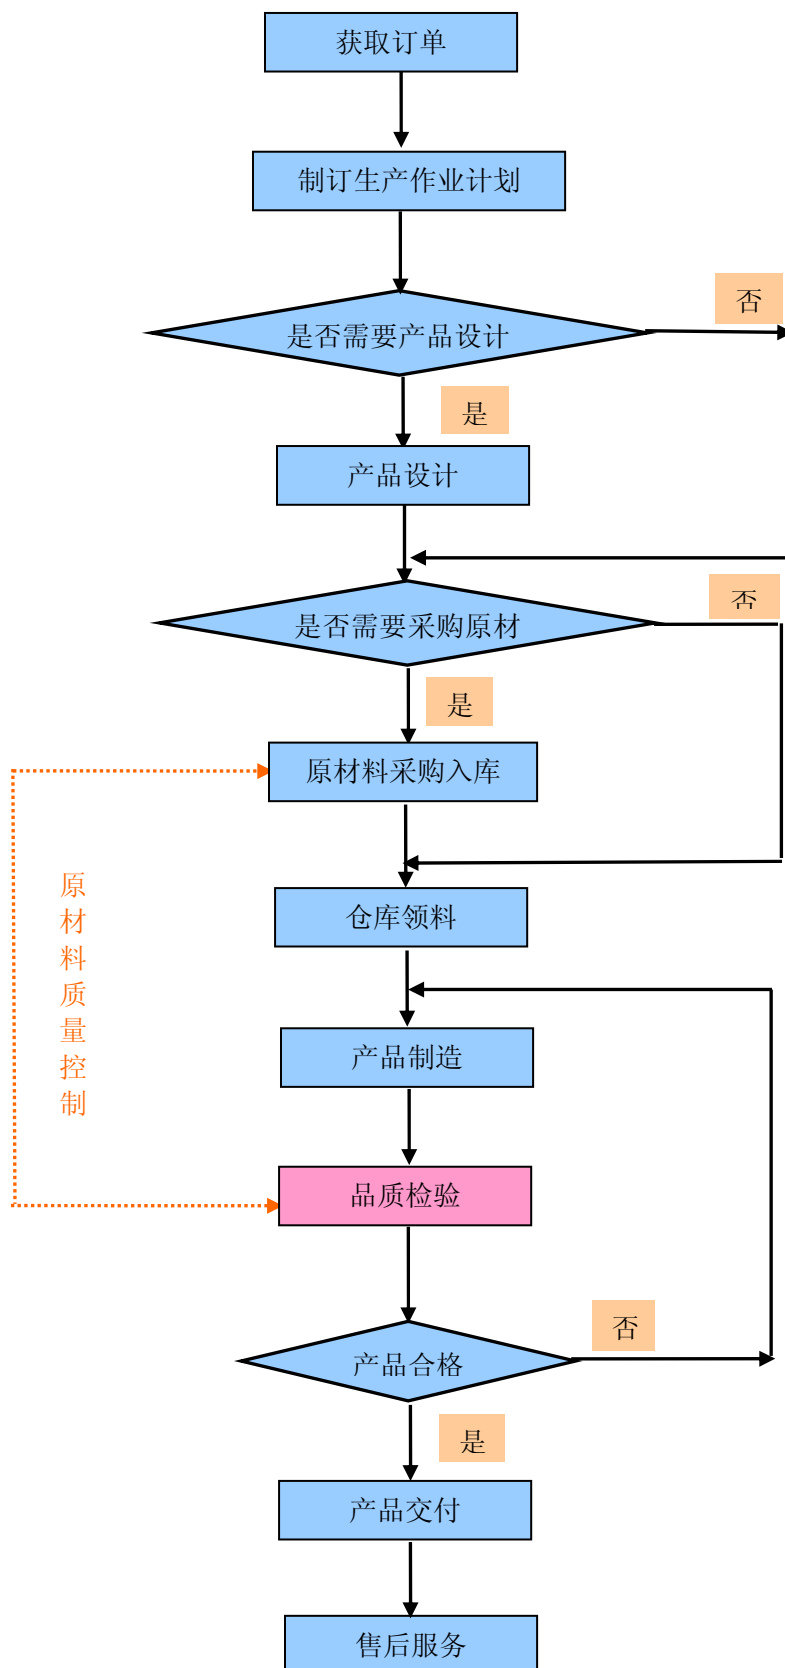 获取订单
制订生产作业计划
否
是否需要产品设计
是
产品设计
否
是否需要采购原材
是
原材料采购入库
原材料质量控制
仓库领料
产品制造
品质检验
否
产品合格
是
产品交付
售后服务